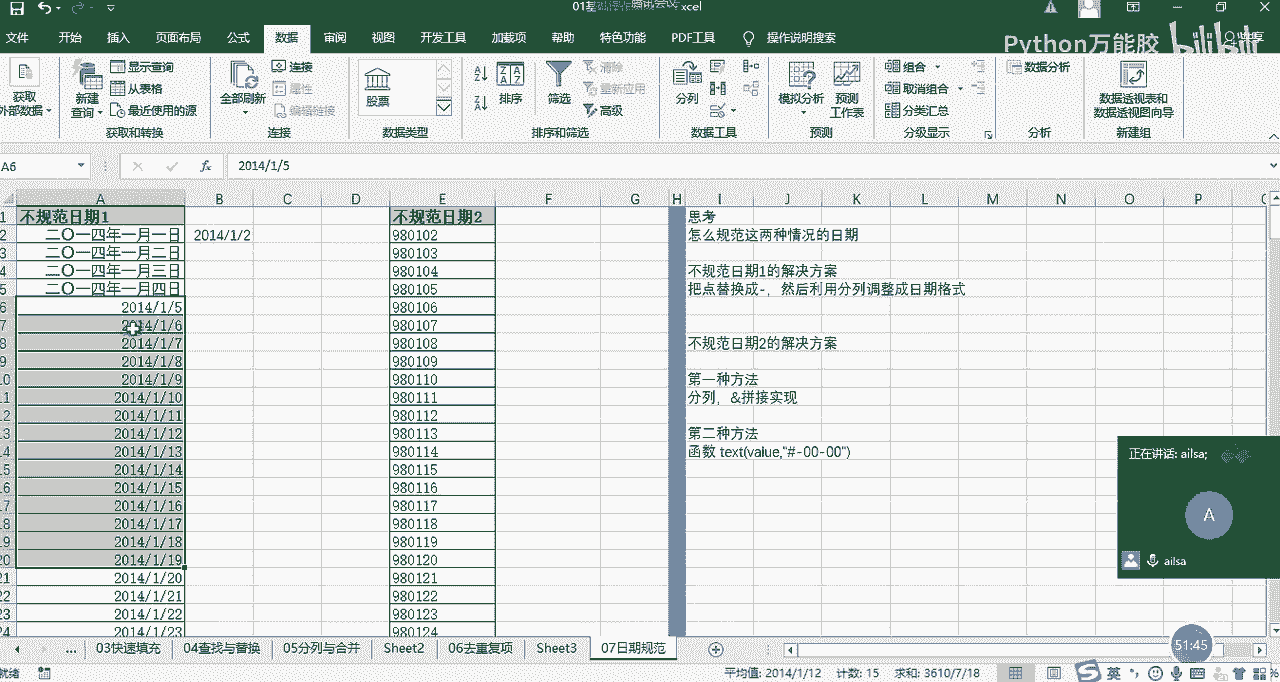 Python万能胶 bilibili
文件 开始 插入 页面布局 公式 数据 审阅 视图 开发工具 加载项 帮助 特色功能 PDF工具 操作说明搜索
获取
外部数据
新建
查询
显示查询
从表格
最近使用的源
获取和转换
全部刷新
连接
属性
编辑链接
连接
股票
数据类型
排序
筛选
清除
重新应用
高级
排序和筛选
分列
数据工具
模拟分析
预测
工作表
预测
组合
取消组合
分类汇总
分级显示
数据分析
分析
数据透视表和
数据透视图向导
新建组
A6 fx 2014/1/5
A B C D E F G H I J K L M N O P
1 不规范日期1 不规范日期2 思考
2 二〇一四年一月一日 2014/1/2 980102 怎么规范这两种情况的日期
3 二〇一四年一月二日 980103
4 二〇一四年一月三日 980104 不规范日期1的解决方案
5 二〇一四年一月四日 980105 把点替换成-，然后利用分列调整成日期格式
6 2014/1/5 980106
7 2014/1/6 980107
8 2014/1/7 980108 不规范日期2的解决方案
9 2014/1/8 980109
10 2014/1/9 980110 第一种方法
11 2014/1/10 980111 分列，&拼接实现
12 2014/1/11 980112
13 2014/1/12 980113 第二种方法
14 2014/1/13 980114 函数 text(value,"#-00-00")
15 2014/1/14 980115
16 2014/1/15 980116
17 2014/1/16 980117
18 2014/1/17 980118
19 2014/1/18 980119
20 2014/1/19 980120
21 2014/1/20 980121
22 2014/1/21 980122
23 2014/1/22 980123
24 2014/1/23 980124
正在讲话: ailsa;
A
ailsa
51:45
... 03快速填充 04查找与替换 05分列与合并 Sheet2 06去重复项 Sheet3 07日期规范
就绪 平均值: 2014/1/12 计数: 15 求和: 3610/7/18 英